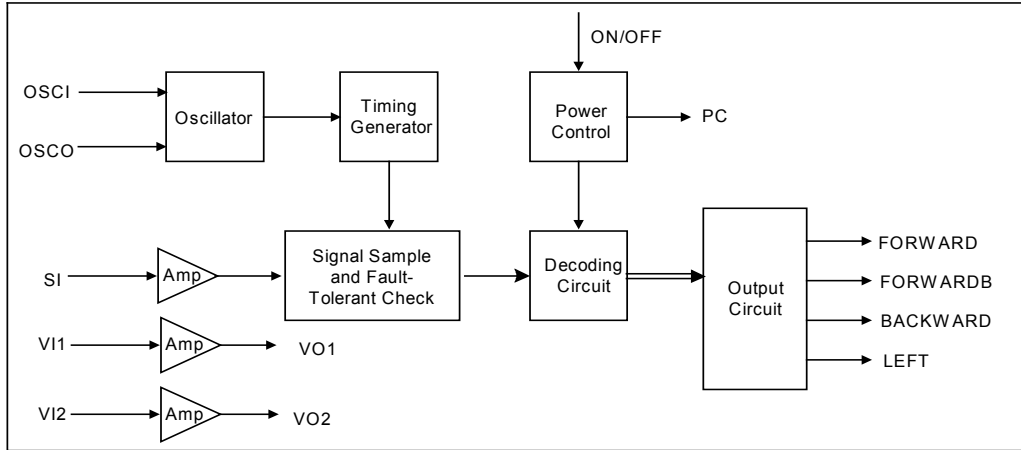 ON/OFF
OSCI
OSCO
Oscillator
Timing
Generator
Power
Control
PC
SI
Amp
Signal Sample
and Fault-
Tolerant Check
Decoding
Circuit
Output
Circuit
FORWARD
FORWARDB
BACKWARD
LEFT
VI1
Amp
VO1
VI2
Amp
VO2